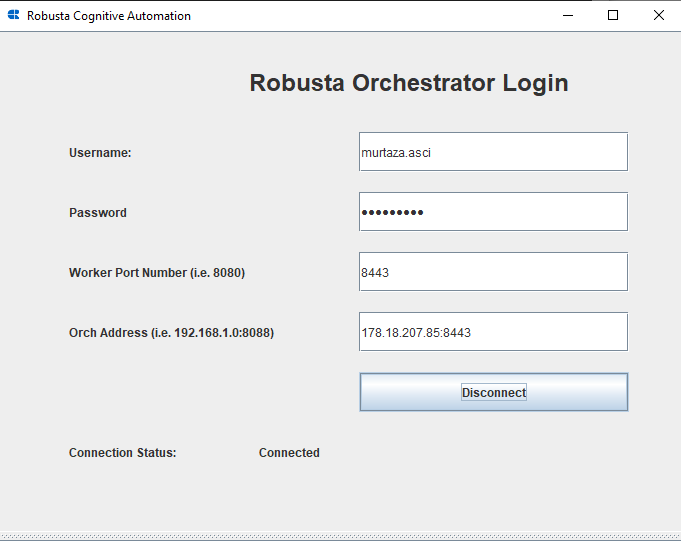 Robusta Cognitive Automation
Robusta Orchestrator Login
Username:
murtaza.asci
Password
•••••••••
Worker Port Number (i.e. 8080)
8443
Orch Address (i.e. 192.168.1.0:8088)
178.18.207.85:8443
Disconnect
Connection Status:
Connected